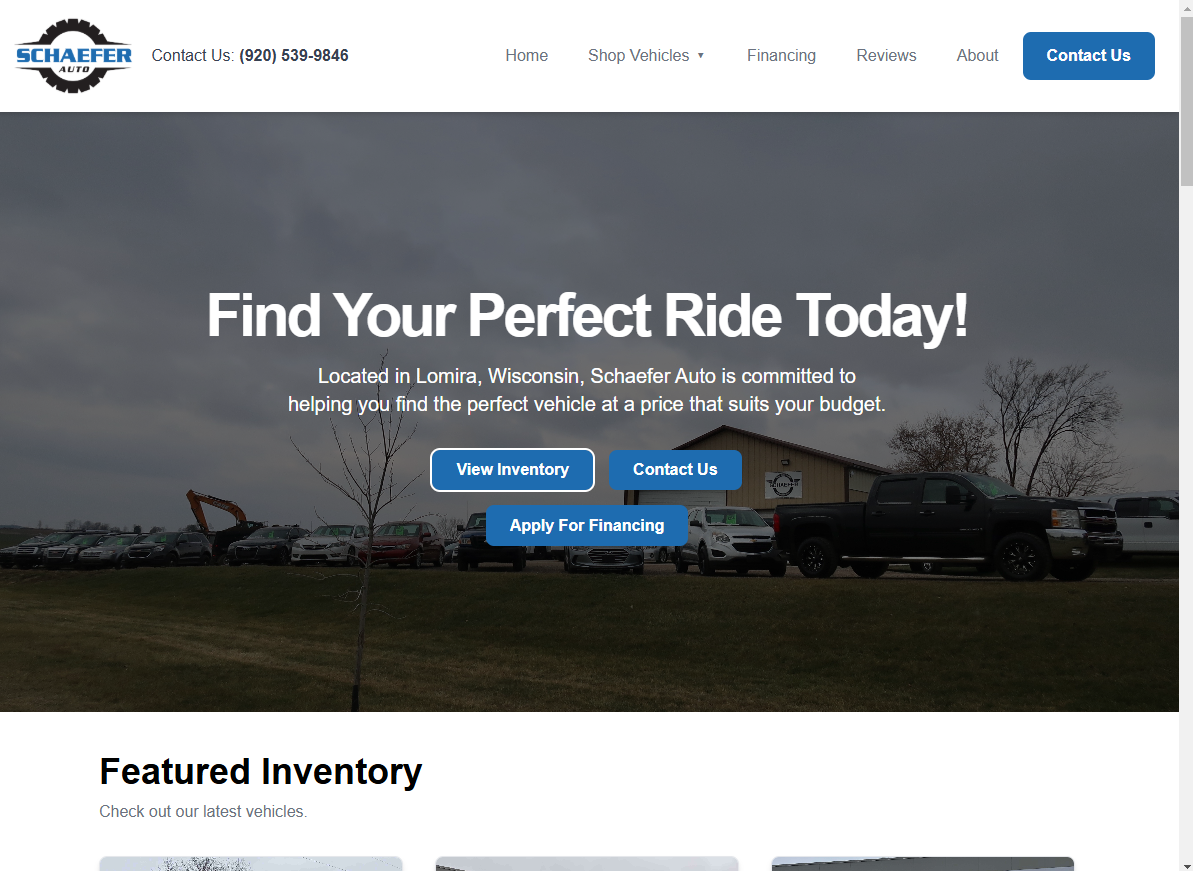 SCHAEFER
AUTO
Contact Us: (920) 539-9846
Home
Shop Vehicles ▼
Financing
Reviews
About
Contact Us
Find Your Perfect Ride Today!
Located in Lomira, Wisconsin, Schaefer Auto is committed to
helping you find the perfect vehicle at a price that suits your budget.
View Inventory
Contact Us
SCHAEFER
Apply For Financing
Featured Inventory
Check out our latest vehicles.